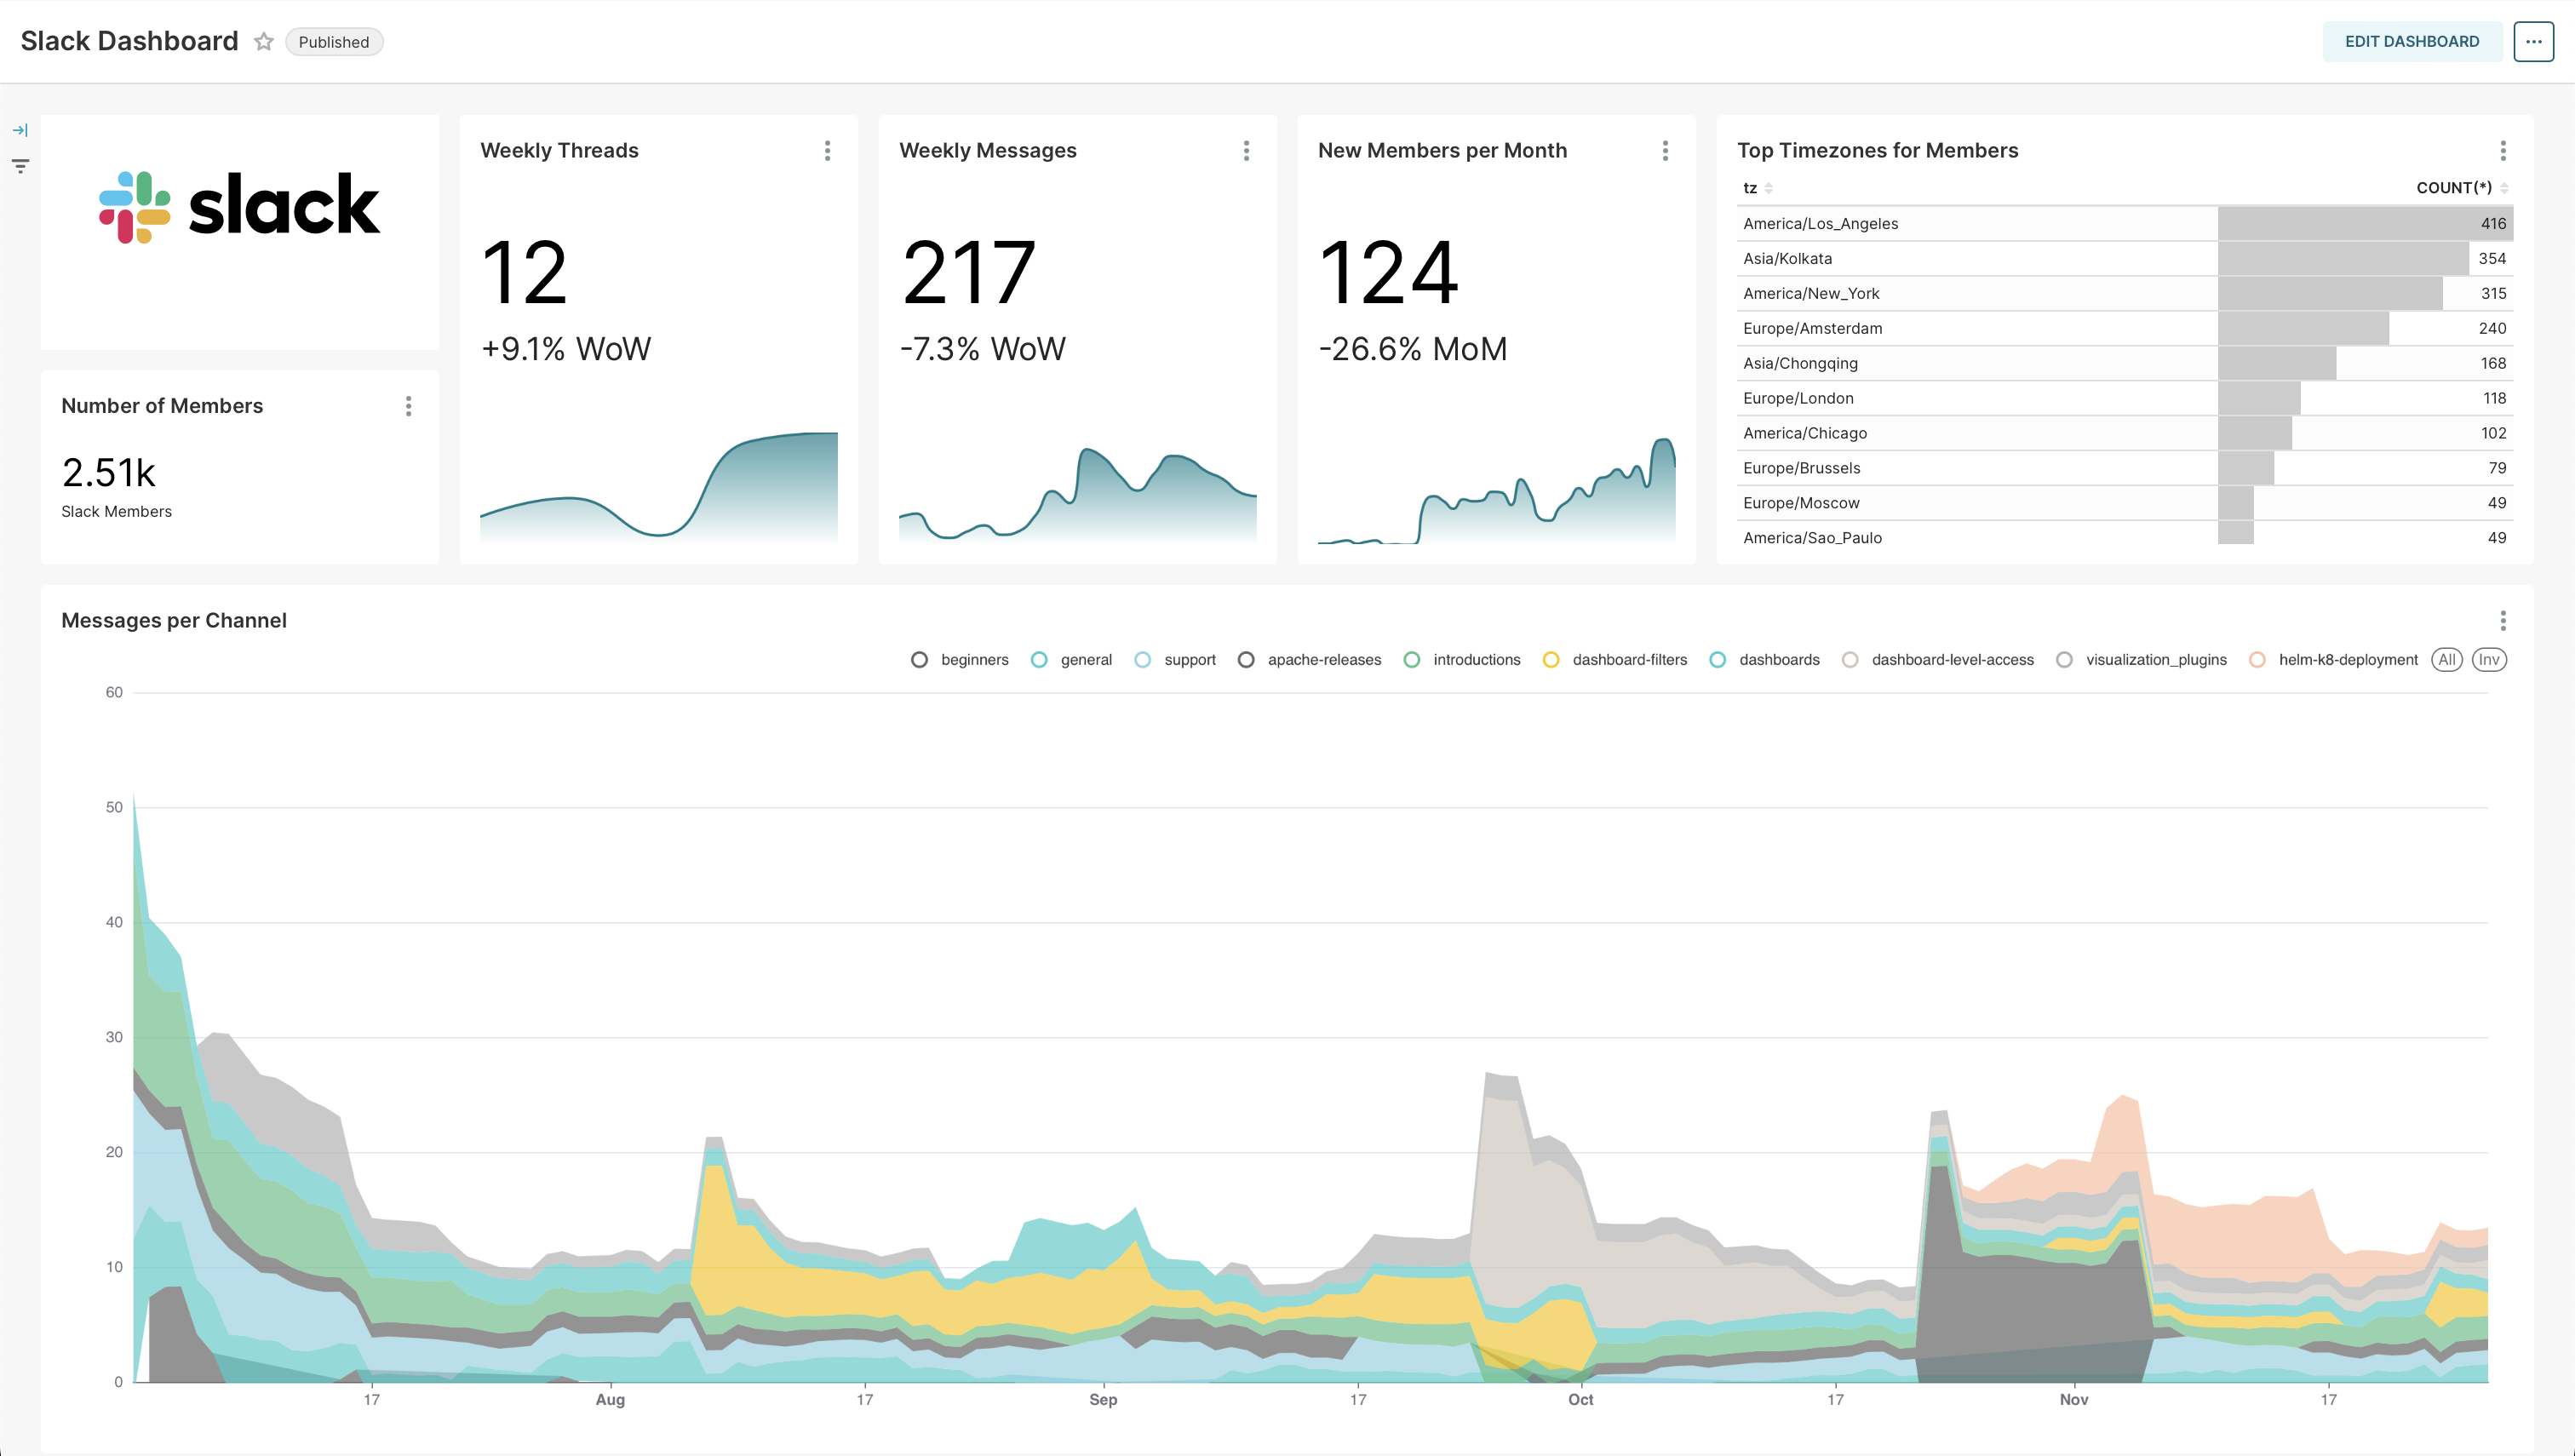 Slack Dashboard Published EDIT DASHBOARD ...
slack
Number of Members
2.51k
Slack Members
Weekly Threads
12
+9.1% WoW
Weekly Messages
217
-7.3% WoW
New Members per Month
124
-26.6% MoM
Top Timezones for Members
tz COUNT(*)
America/Los_Angeles 416
Asia/Kolkata 354
America/New_York 315
Europe/Amsterdam 240
Asia/Chongqing 168
Europe/London 118
America/Chicago 102
Europe/Brussels 79
Europe/Moscow 49
America/Sao_Paulo 49
Messages per Channel
beginners general support apache-releases introductions dashboard-filters dashboards dashboard-level-access visualization_plugins helm-k8-deployment All Inv
60
50
40
30
20
10
0
17 Aug 17 Sep 17 Oct 17 Nov 17